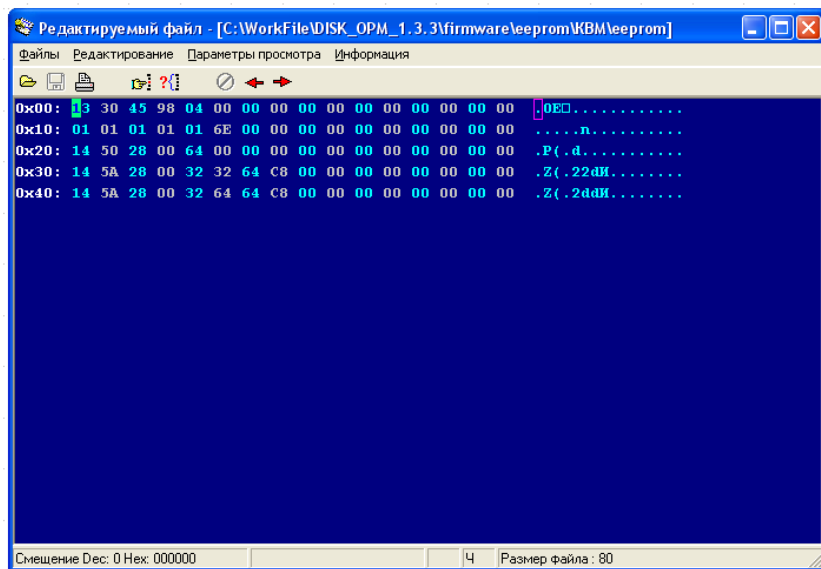 Редактируемый файл - [C:\WorkFile\DISK_OPM_1.3.3\firmware\eeprom\KBM\eeprom]
Файлы Редактирование Параметры просмотра Информация
0x00: 13 30 45 98 04 00 00 00 00 00 00 00 00 00 00 00 .0E□............
0x10: 01 01 01 01 01 6E 00 00 00 00 00 00 00 00 00 00 .....n..........
0x20: 14 50 28 00 64 00 00 00 00 00 00 00 00 00 00 00 .P(.d...........
0x30: 14 5A 28 00 32 32 64 C8 00 00 00 00 00 00 00 00 .Z(.22dИ........
0x40: 14 5A 28 00 32 64 64 C8 00 00 00 00 00 00 00 00 .Z(.2ddИ........
Смещение Dec: 0 Hex: 000000 Ч Размер файла : 80